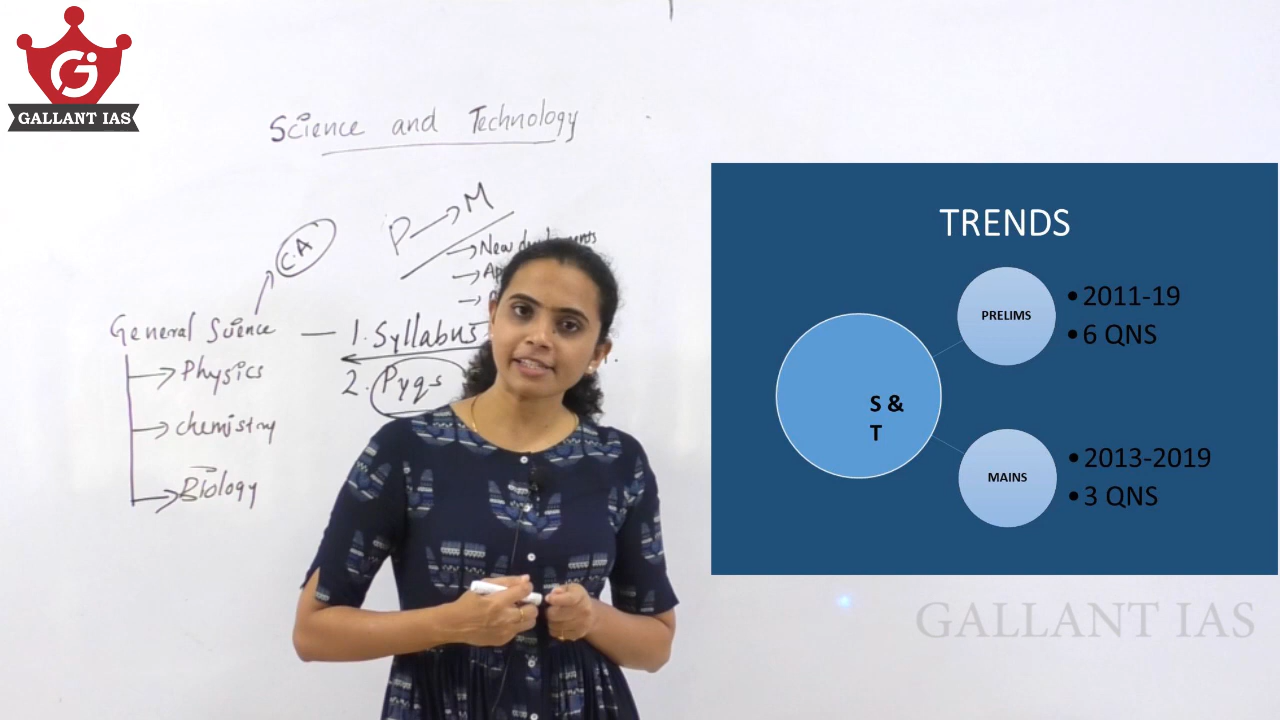 GALLANT IAS
Science and Technology
P → M
→ New
→
→
C.A
General Science — 1. Syllabus
→ Physics
2. Pyqs
→ chemistry
→ Biology
TRENDS
S &
T
PRELIMS
• 2011-19
• 6 QNS
MAINS
• 2013-2019
• 3 QNS
GALLANT IAS